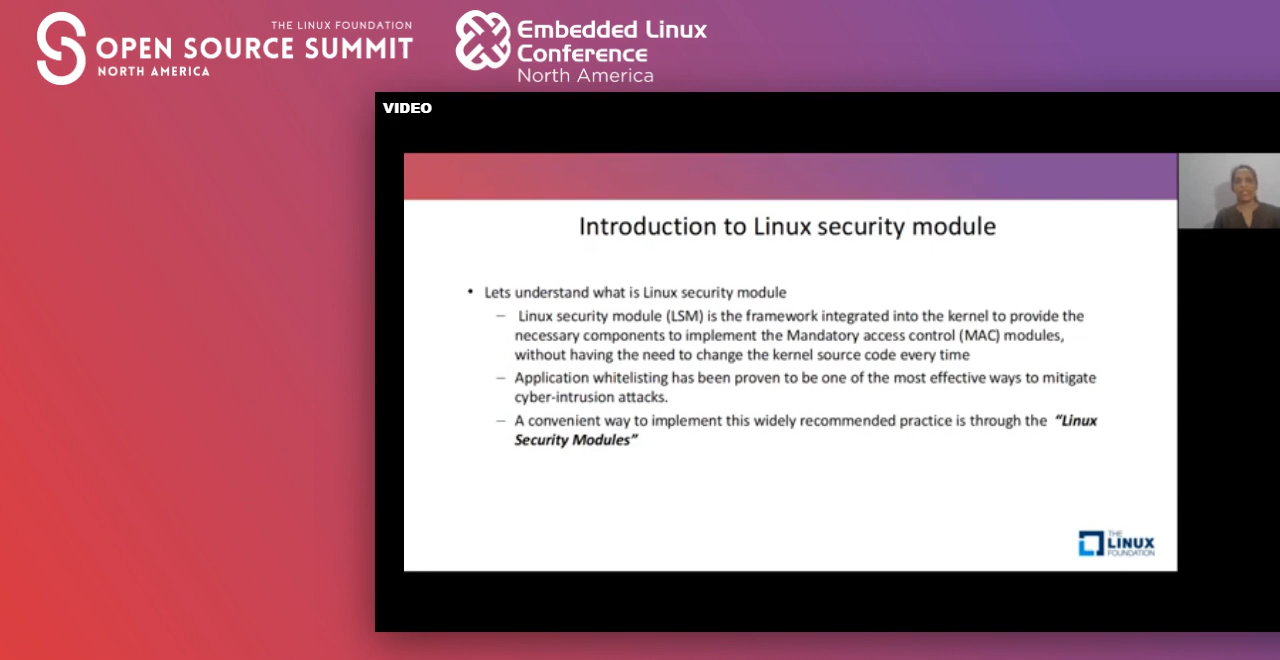 THE LINUX FOUNDATION
OPEN SOURCE SUMMIT
NORTH AMERICA
Embedded Linux
Conference
North America
VIDEO
Introduction to Linux security module
• Lets understand what is Linux security module
– Linux security module (LSM) is the framework integrated into the kernel to provide the
necessary components to implement the Mandatory access control (MAC) modules,
without having the need to change the kernel source code every time
– Application whitelisting has been proven to be one of the most effective ways to mitigate
cyber-intrusion attacks.
– A convenient way to implement this widely recommended practice is through the “Linux
Security Modules”
THE
LINUX
FOUNDATION